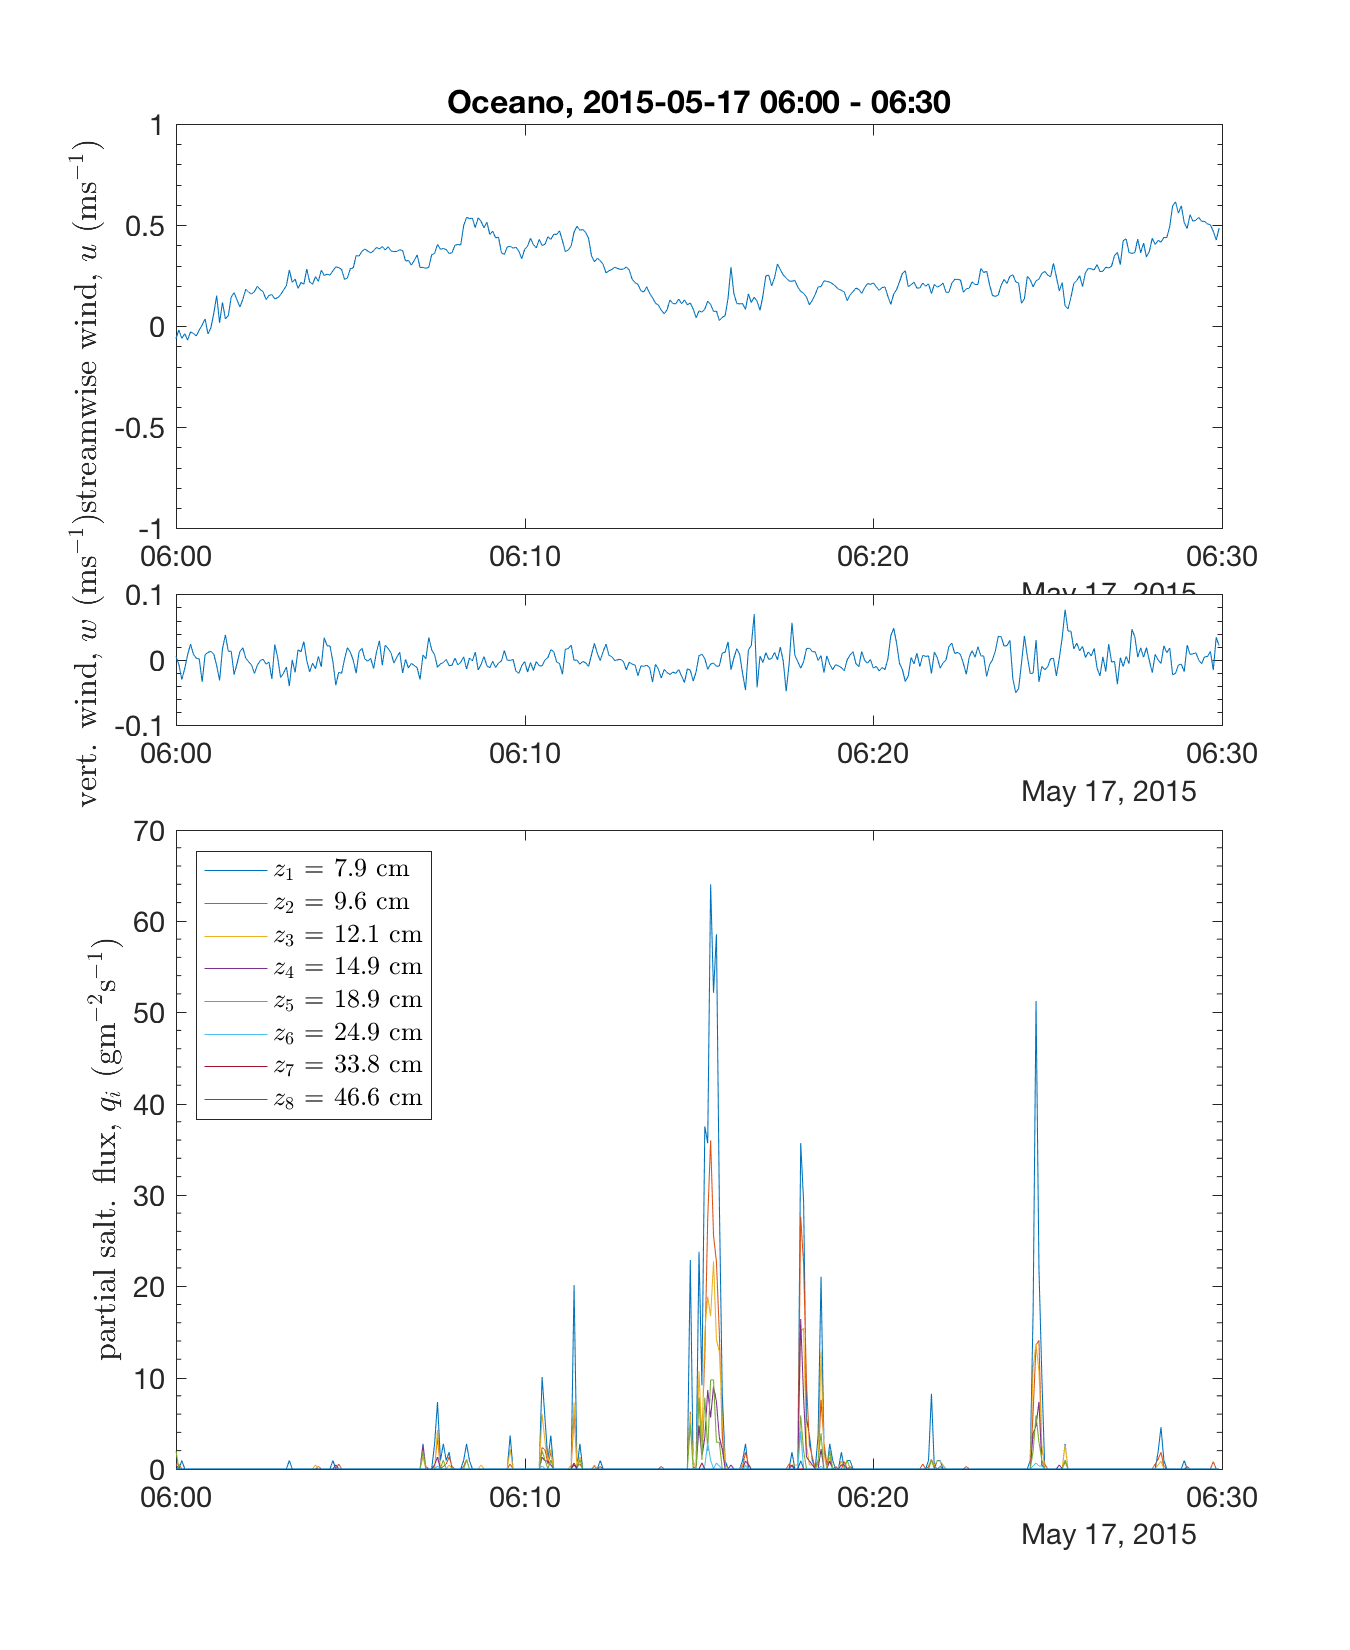 Oceano, 2015-05-17 06:00 - 06:30
streamwise wind, u (ms⁻¹)
1
0.5
0
-0.5
-1
06:00 06:10 06:20 06:30
May 17, 2015
vert. wind, w (ms⁻¹)
0.1
0
-0.1
06:00 06:10 06:20 06:30
May 17, 2015
partial salt. flux, qᵢ (gm⁻²s⁻¹)
70
60
50
40
30
20
10
0
z₁ = 7.9 cm
z₂ = 9.6 cm
z₃ = 12.1 cm
z₄ = 14.9 cm
z₅ = 18.9 cm
z₆ = 24.9 cm
z₇ = 33.8 cm
z₈ = 46.6 cm
06:00 06:10 06:20 06:30
May 17, 2015